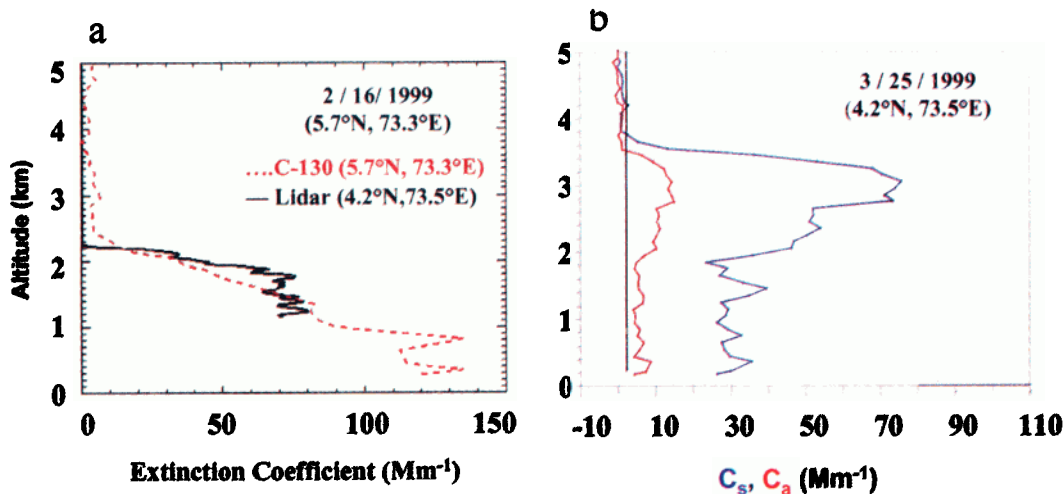 a
5
4
3
2
1
0
Altitude (km)
2 / 16/ 1999
(5.7°N, 73.3°E)
....C-130 (5.7°N, 73.3°E)
— Lidar (4.2°N,73.5°E)
0 50 100 150
Extinction Coefficient (Mm⁻¹)
b
5
4
3
2
1
0
3 / 25 / 1999
(4.2°N, 73.5°E)
-10 10 30 50 70 90 110
Cs, Ca (Mm⁻¹)